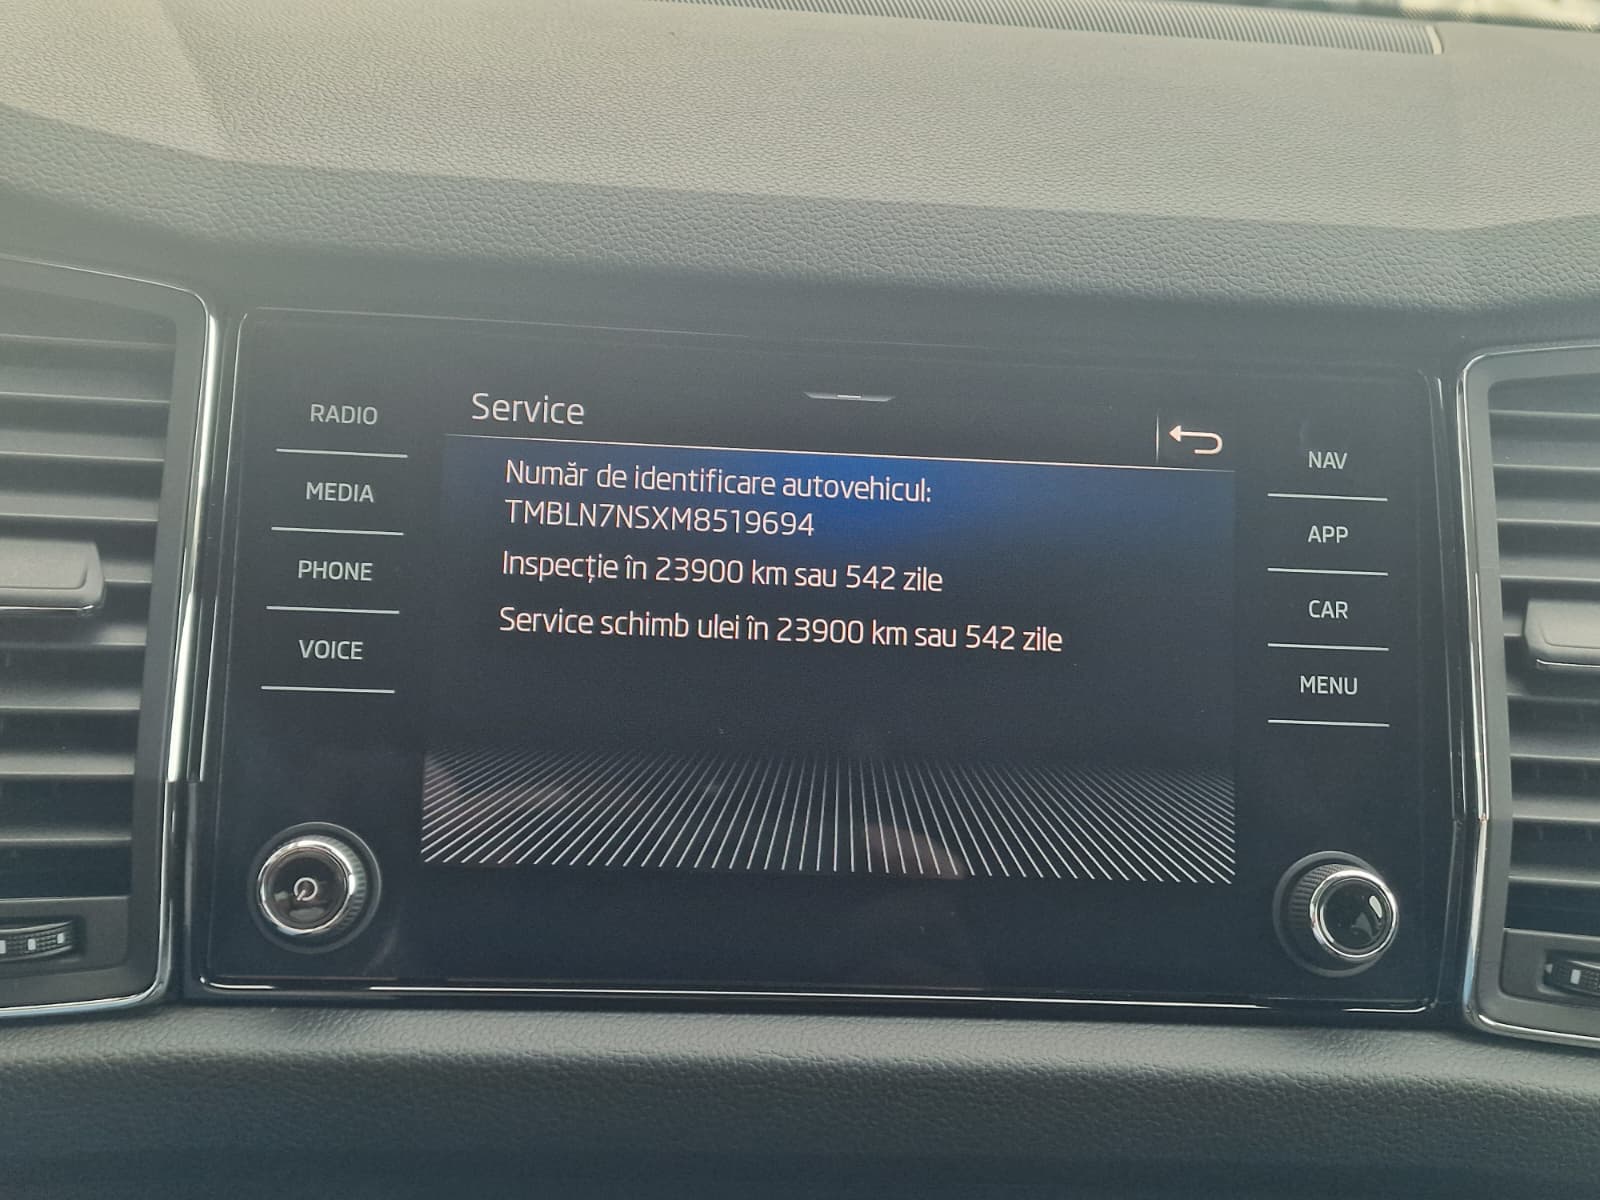 Service
RADIO
MEDIA
PHONE
VOICE
Număr de identificare autovehicul:
TMBLN7NSXM8519694
Inspecție în 23900 km sau 542 zile
Service schimb ulei în 23900 km sau 542 zile
NAV
APP
CAR
MENU